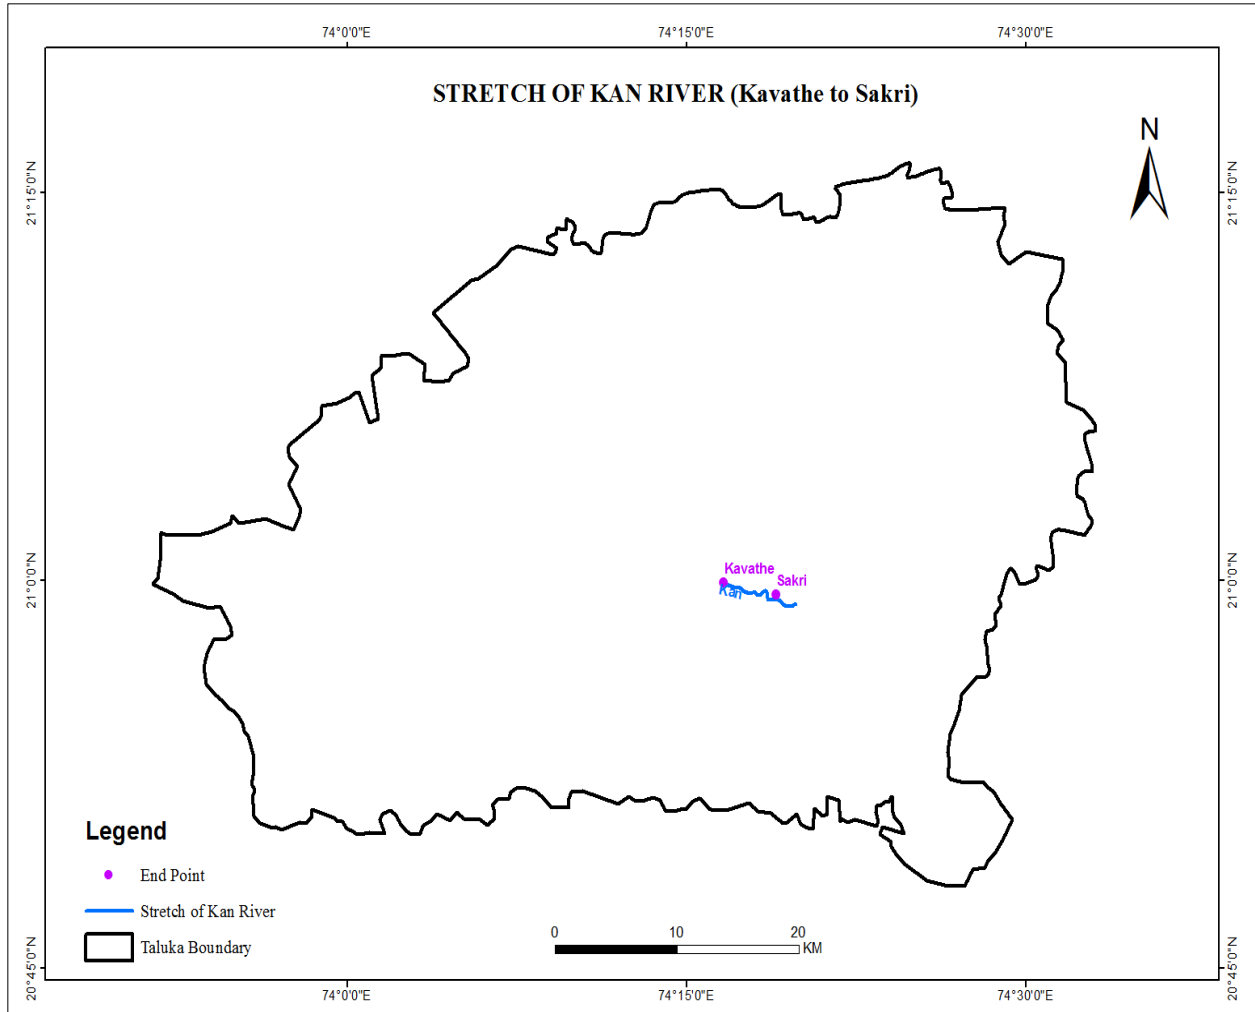 74°0'0"E 74°15'0"E 74°30'0"E
STRETCH OF KAN RIVER (Kavathe to Sakri)
N
21°15'0"N 21°15'0"N
Kavathe
Sakri
Kan
21°0'0"N 21°0'0"N
Legend
End Point
Stretch of Kan River
Taluka Boundary
0 10 20
KM
20°45'0"N 20°45'0"N
74°0'0"E 74°15'0"E 74°30'0"E